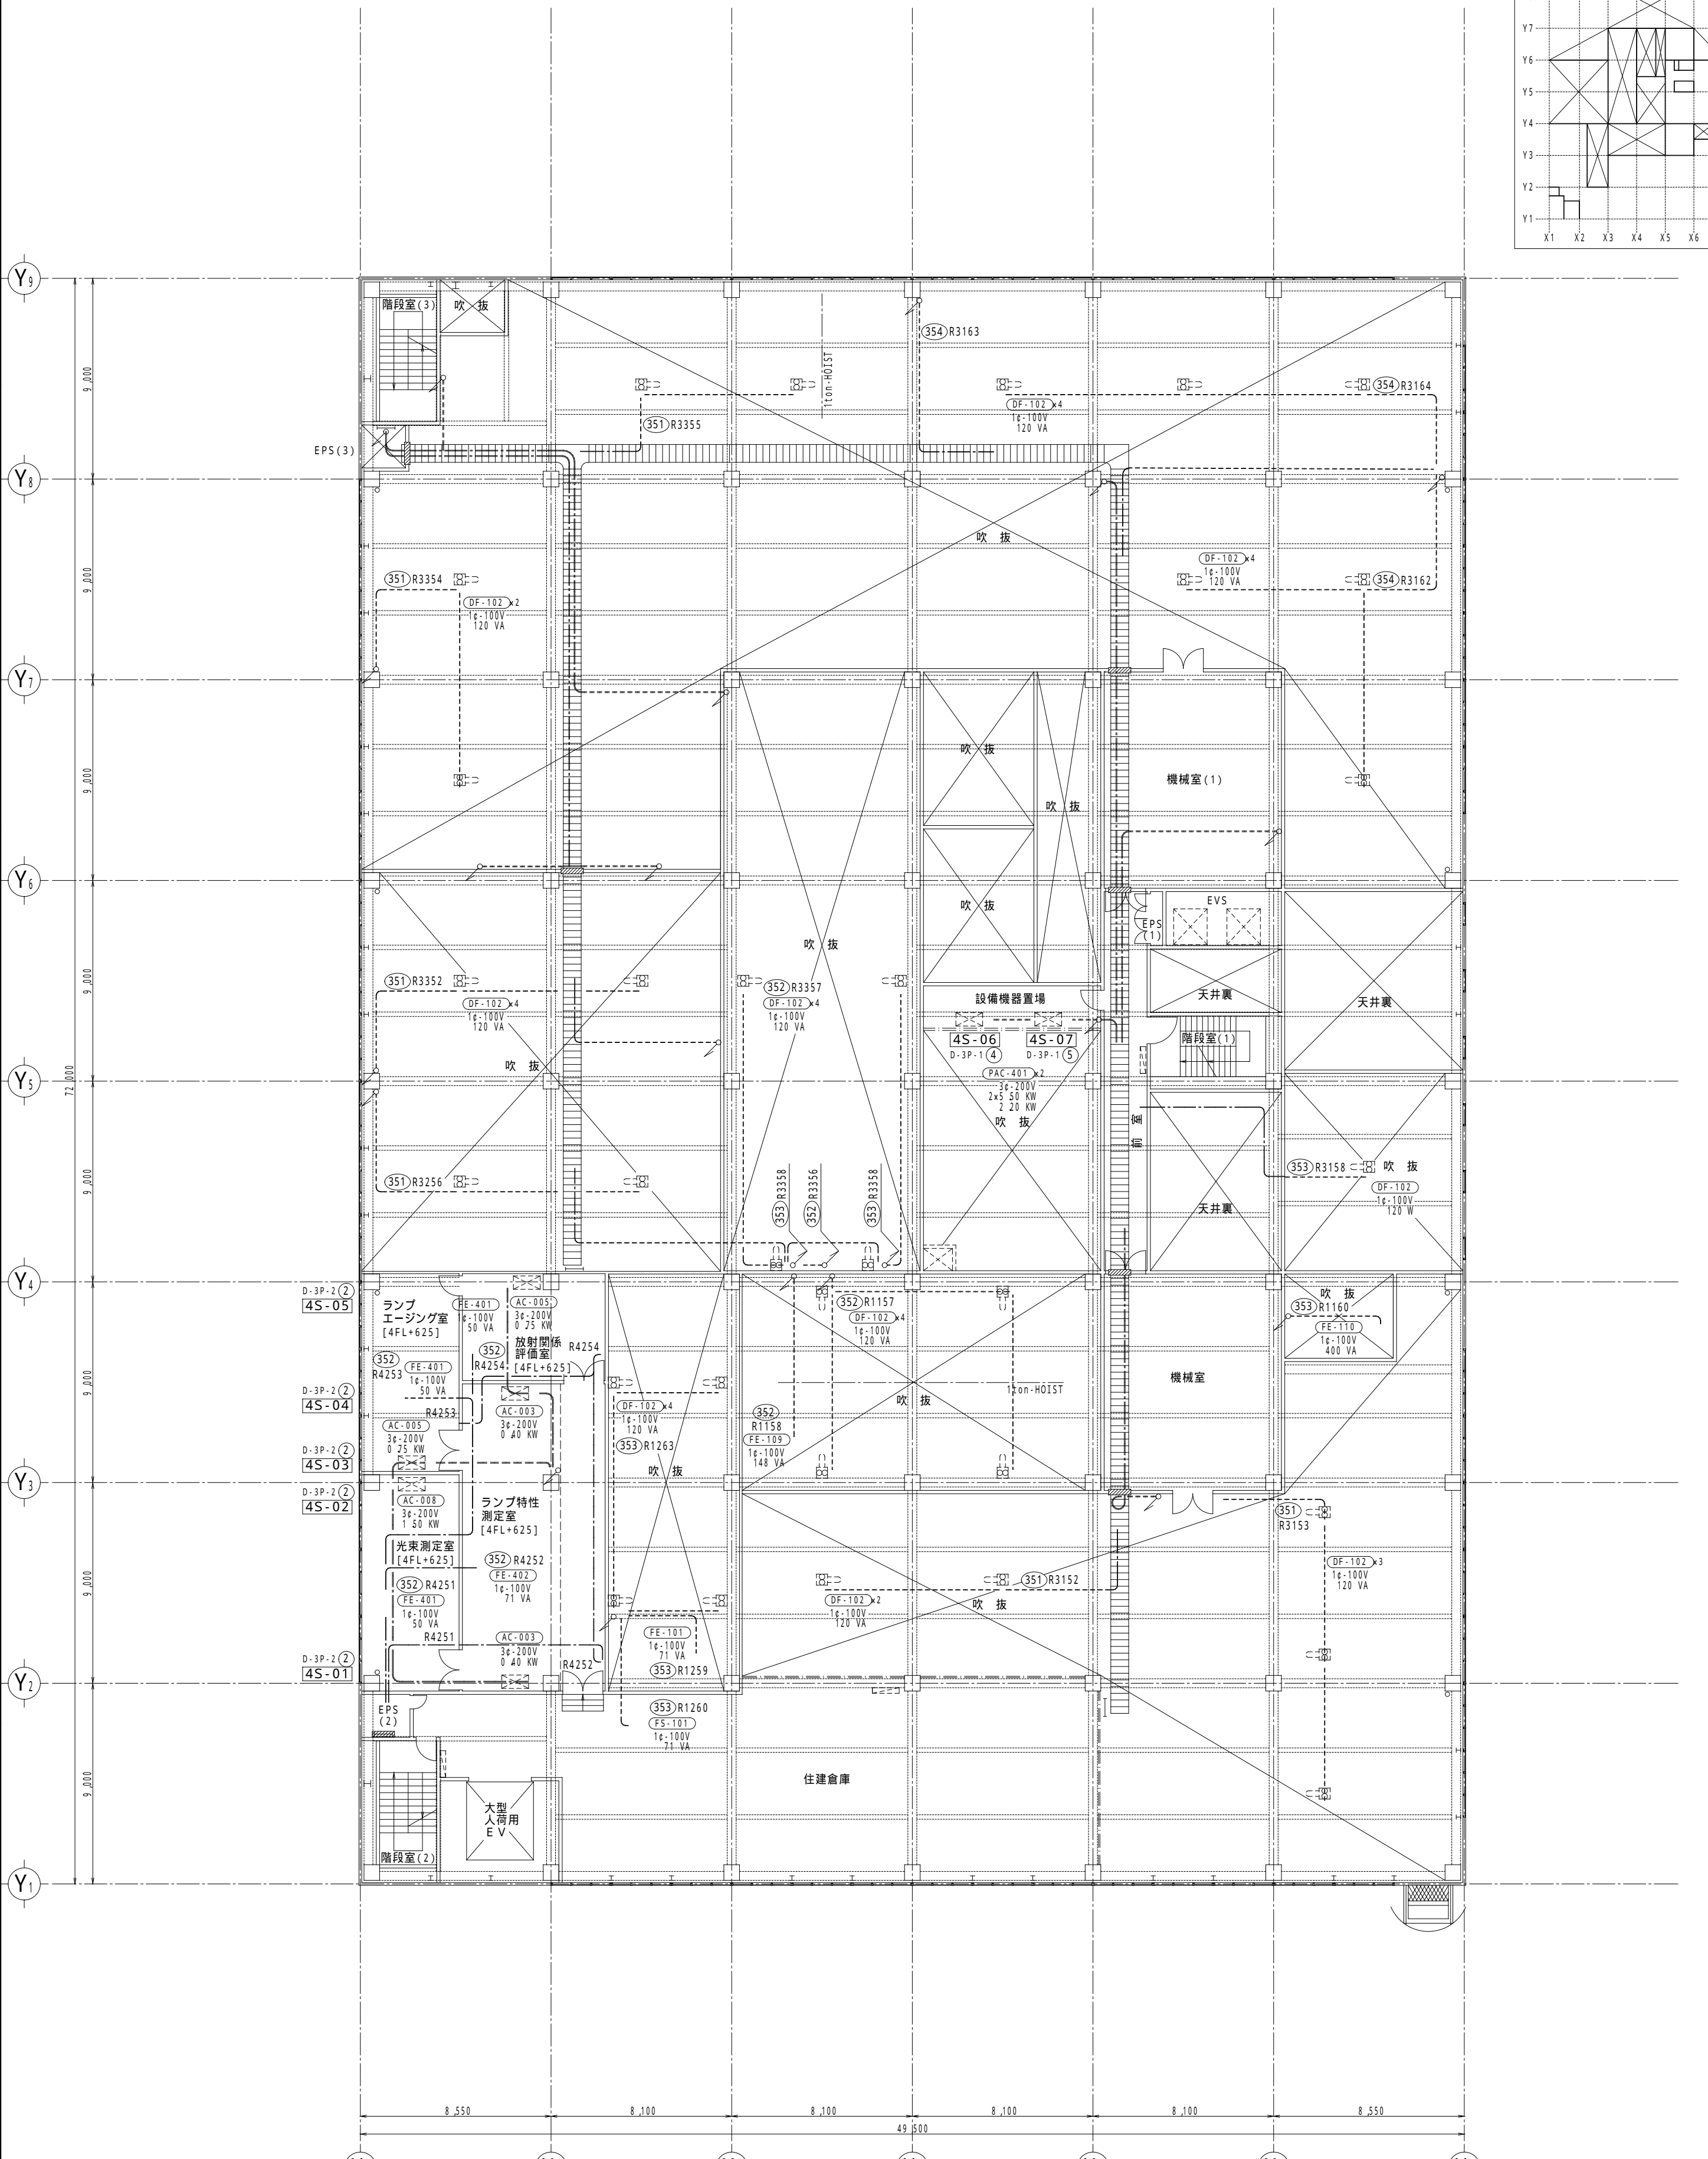 Y7
Y6
Y5
Y4
Y3
Y2
Y1
X1 X2 X3 X4 X5 X6
Y9
階段室(3)
吹 抜
354 R3163
1ton-HOIST
9,000
354 R3164
DF-102 x4
1φ-100V
120 VA
351 R3355
EPS(3)
Y8
吹 抜
351 R3354
DF-102 x2
1φ-100V
120 VA
DF-102 x4
1φ-100V
120 VA
354 R3162
9,000
Y7
吹 抜
機械室(1)
吹 抜
9,000
Y6
EVS
吹 抜
EPS
(1)
吹 抜
351 R3352
DF-102 x4
1φ-100V
120 VA
352 R3357
DF-102 x4
1φ-100V
120 VA
設備機器置場
天井裏
天井裏
9,000
4S-06
D-3P-1 4
4S-07
D-3P-1 5
階段室(1)
吹 抜
PAC-401 x2
3φ-200V
2x5.50 KW
2.20 KW
吹 抜
Y5
72,000
前 室
353 R3158
吹 抜
DF-102
1φ-100V
120 W
351 R3256
353 R3358
352 R3356
353 R3358
天井裏
9,000
Y4
D-3P-2 2
4S-05
ランプ
エージング室
[4FL+625]
FE-401
1φ-100V
50 VA
AC-005
3φ-200V
0.75 KW
352
R4254
放射関係
評価室
[4FL+625]
R4254
352 R1157
DF-102 x4
1φ-100V
120 VA
吹 抜
353 R1160
FE-110
1φ-100V
400 VA
352
R4253
FE-401
1φ-100V
50 VA
9,000
D-3P-2 2
4S-04
R4253
AC-003
3φ-200V
0.40 KW
DF-102 x4
1φ-100V
120 VA
353 R1263
1ton-HOIST
機械室
吹 抜
352
R1158
FE-109
1φ-100V
148 VA
AC-005
3φ-200V
0.75 KW
D-3P-2 2
4S-03
吹 抜
Y3
D-3P-2 2
4S-02
AC-008
3φ-200V
1.50 KW
ランプ特性
測定室
[4FL+625]
351
R3153
光束測定室
[4FL+625]
352 R4252
FE-402
1φ-100V
71 VA
352 R4251
FE-401
1φ-100V
50 VA
DF-102 x3
1φ-100V
120 VA
351 R3152
DF-102 x2
1φ-100V
120 VA
吹 抜
9,000
R4251
AC-003
3φ-200V
0.40 KW
FE-101
1φ-100V
71 VA
353 R1259
R4252
D-3P-2 2
4S-01
Y2
EPS
(2)
353 R1260
FS-101
1φ-100V
71 VA
住建倉庫
9,000
大型
人荷用
EV
階段室(2)
Y1
8,550 8,100 8,100 8,100 8,100 8,550
49,500